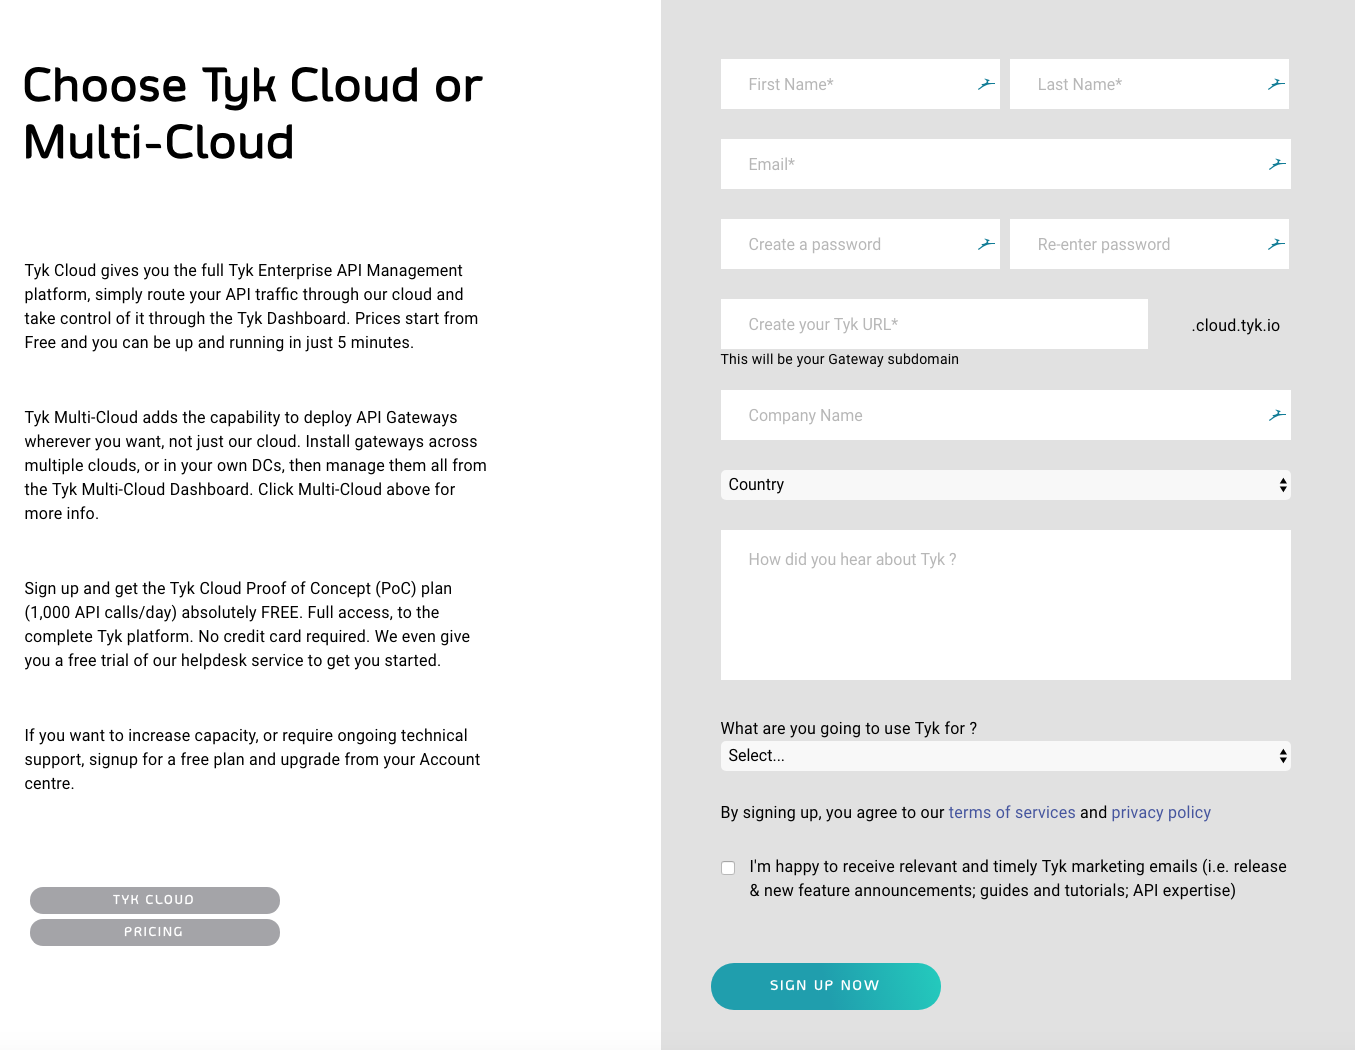 Choose Tyk Cloud or
Multi-Cloud
Tyk Cloud gives you the full Tyk Enterprise API Management
platform, simply route your API traffic through our cloud and
take control of it through the Tyk Dashboard. Prices start from
Free and you can be up and running in just 5 minutes.
Tyk Multi-Cloud adds the capability to deploy API Gateways
wherever you want, not just our cloud. Install gateways across
multiple clouds, or in your own DCs, then manage them all from
the Tyk Multi-Cloud Dashboard. Click Multi-Cloud above for
more info.
Sign up and get the Tyk Cloud Proof of Concept (PoC) plan
(1,000 API calls/day) absolutely FREE. Full access, to the
complete Tyk platform. No credit card required. We even give
you a free trial of our helpdesk service to get you started.
If you want to increase capacity, or require ongoing technical
support, signup for a free plan and upgrade from your Account
centre.
TYK CLOUD
PRICING
First Name*
Last Name*
Email*
Create a password
Re-enter password
Create your Tyk URL*
.cloud.tyk.io
This will be your Gateway subdomain
Company Name
Country
How did you hear about Tyk ?
What are you going to use Tyk for ?
Select...
By signing up, you agree to our terms of services and privacy policy
I'm happy to receive relevant and timely Tyk marketing emails (i.e. release
& new feature announcements; guides and tutorials; API expertise)
SIGN UP NOW